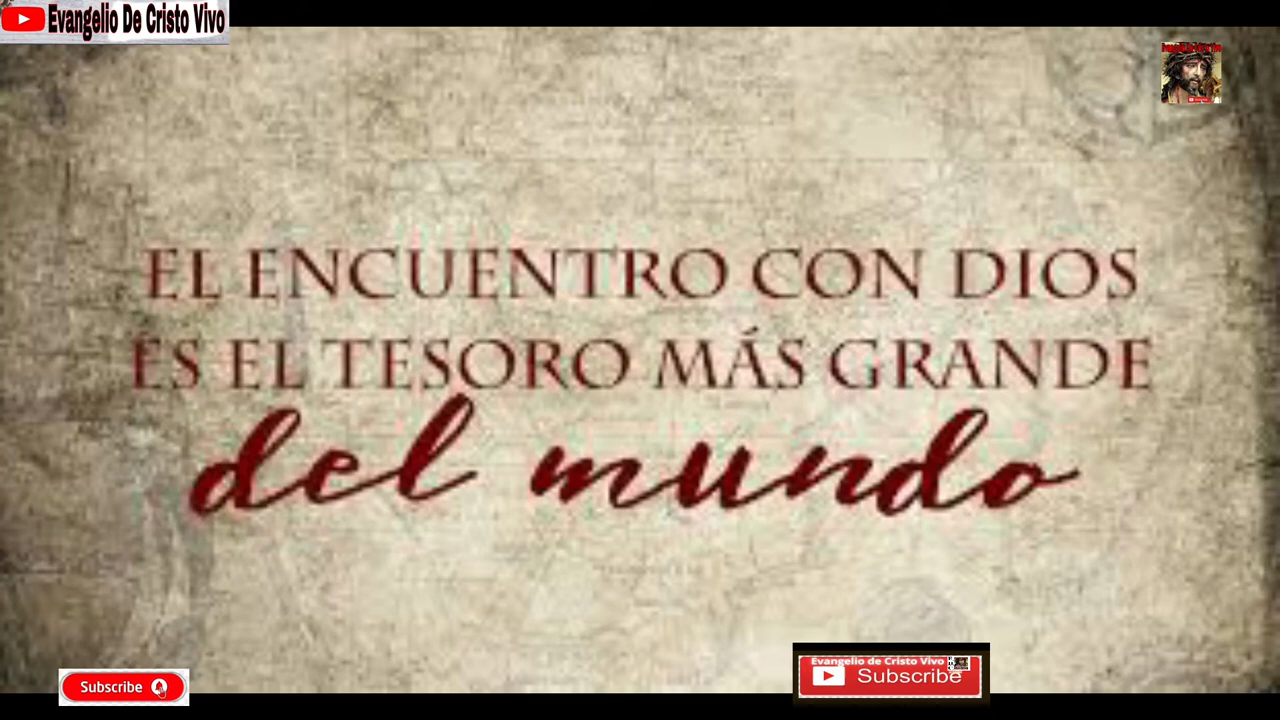 Evangelio De Cristo Vivo
EL ENCUENTRO CON DIOS
ES EL TESORO MÁS GRANDE
del mundo
Subscribe
Evangelio de Cristo Vivo
Subscribe